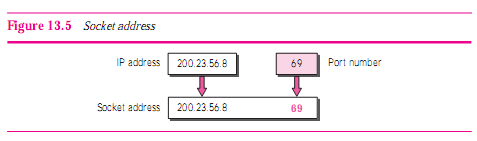 Figure 13.5 Socket address
IP address 200.23.56.8 69 Port number
Socket address 200.23.56.8 69